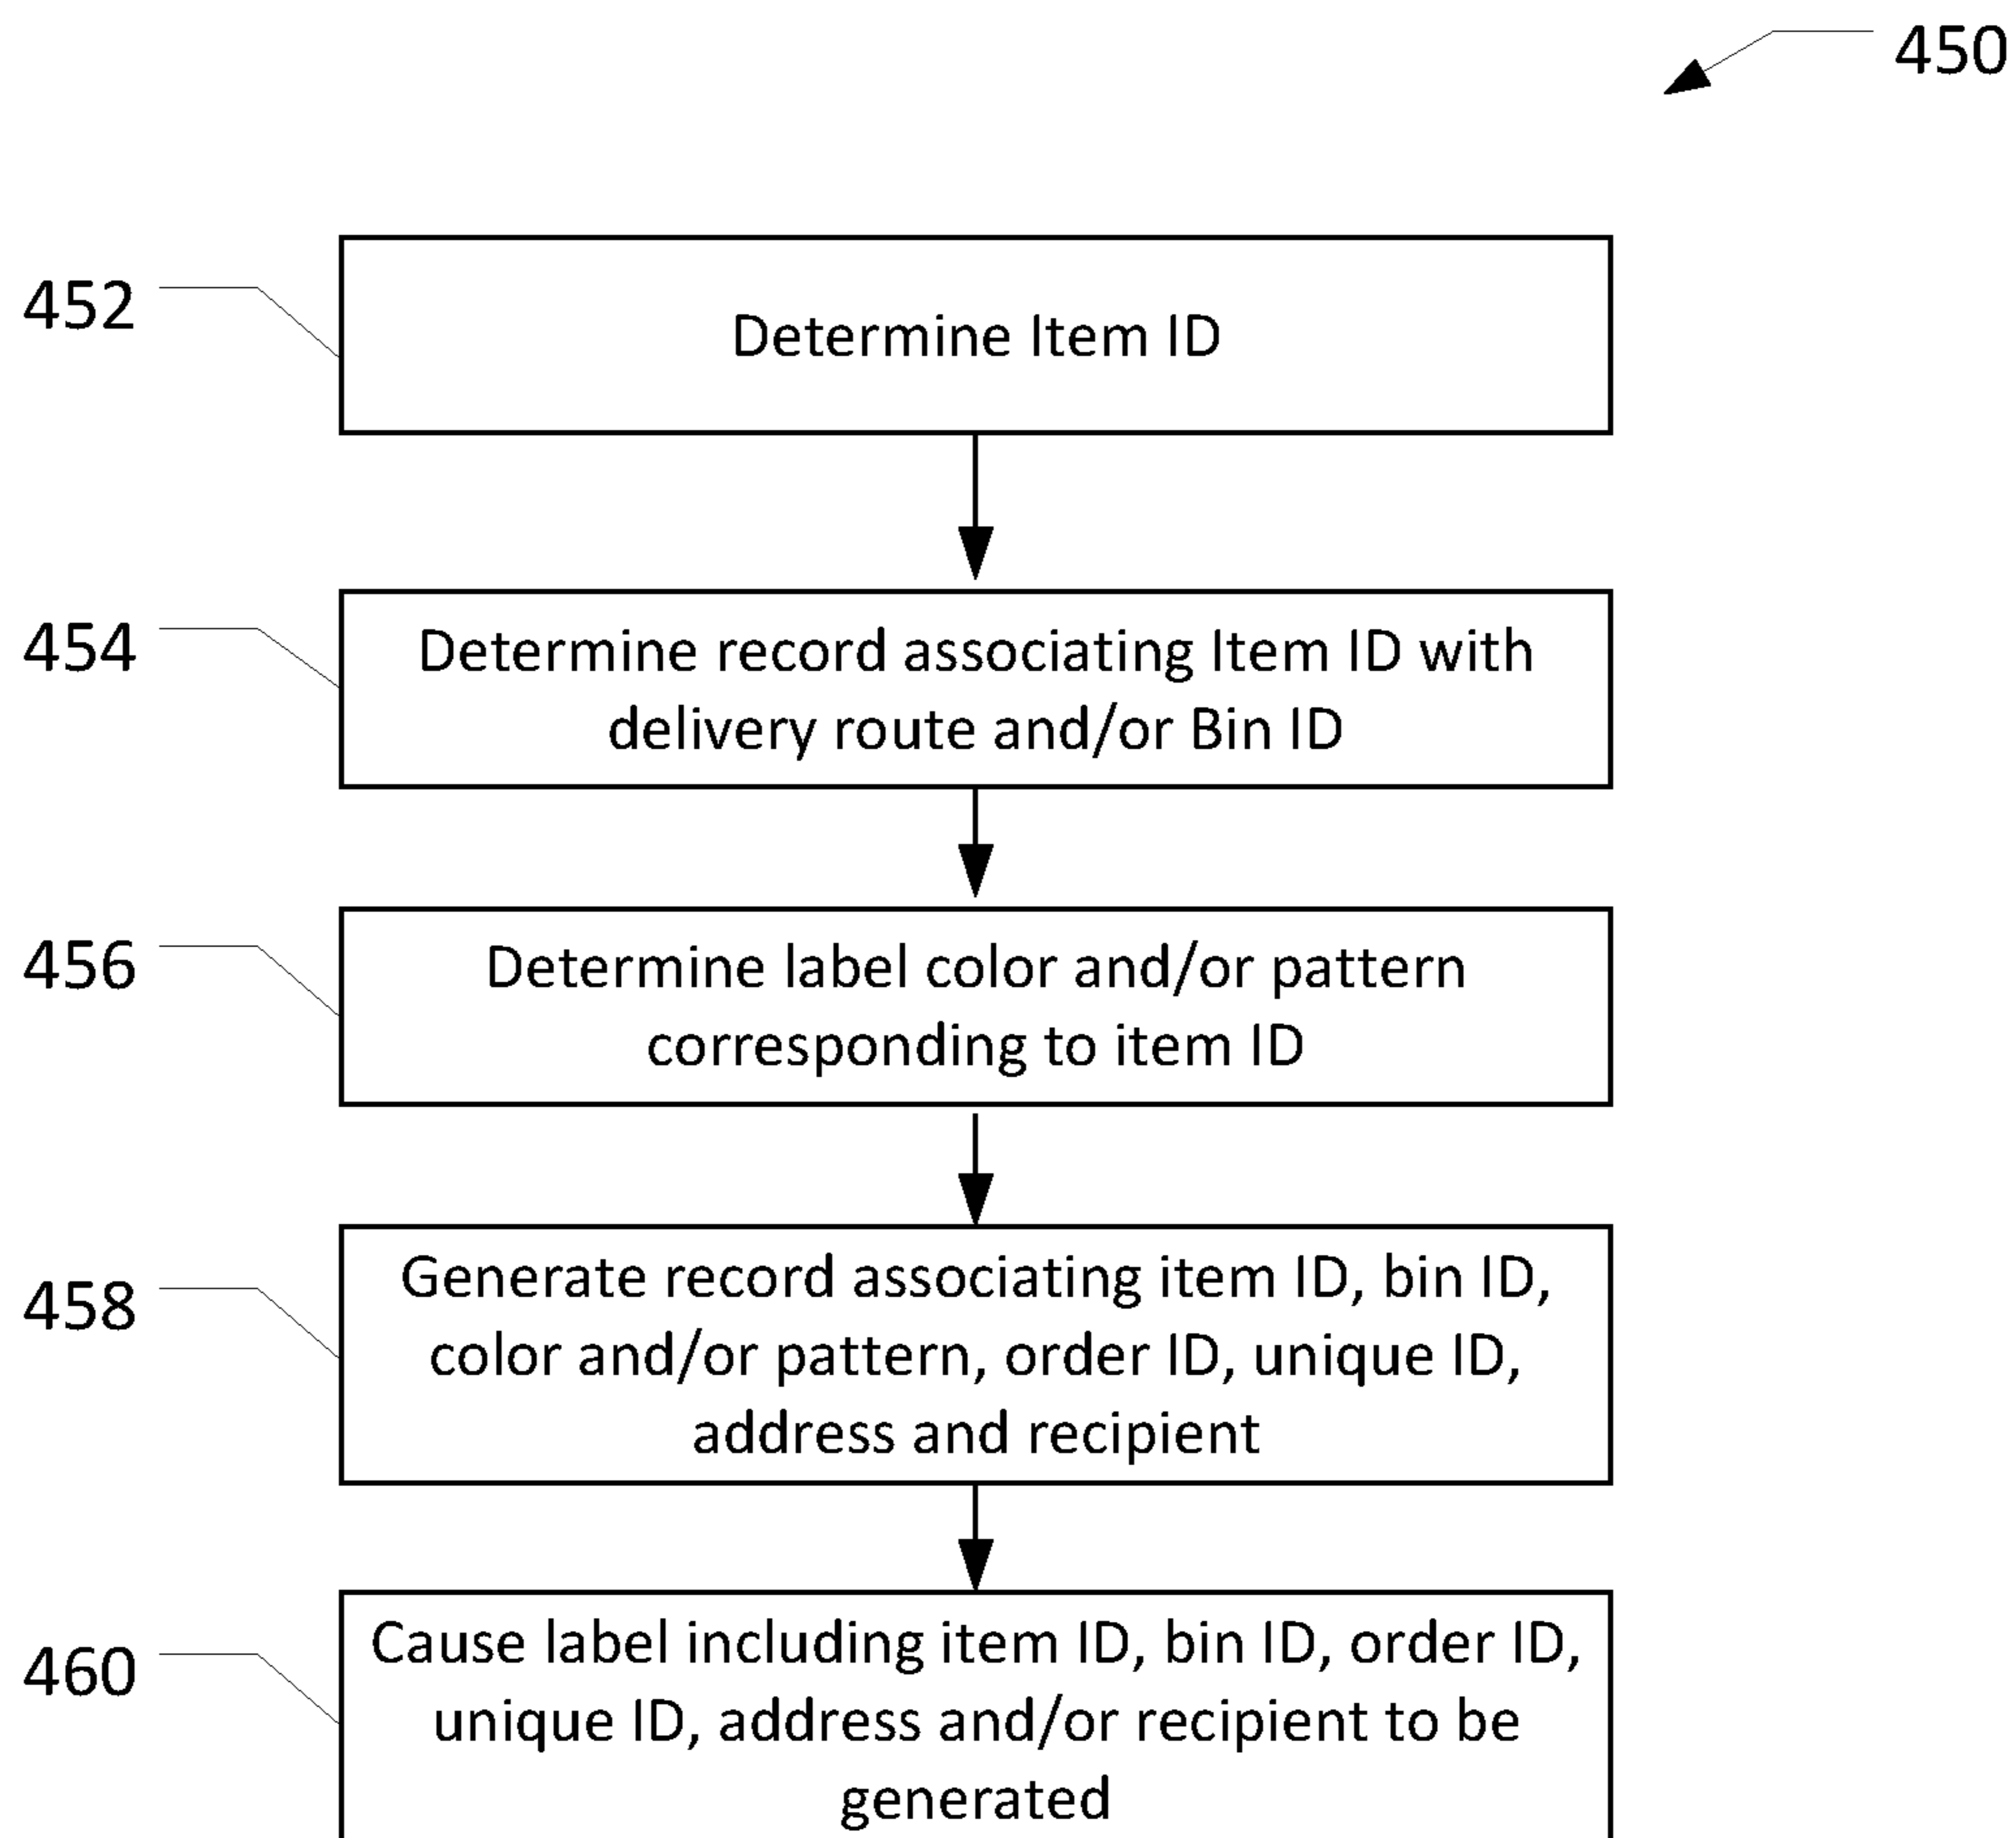 450
452
Determine Item ID
454
Determine record associating Item ID with
delivery route and/or Bin ID
456
Determine label color and/or pattern
corresponding to item ID
458
Generate record associating item ID, bin ID,
color and/or pattern, order ID, unique ID,
address and recipient
460
Cause label including item ID, bin ID, order ID,
unique ID, address and/or recipient to be
generated